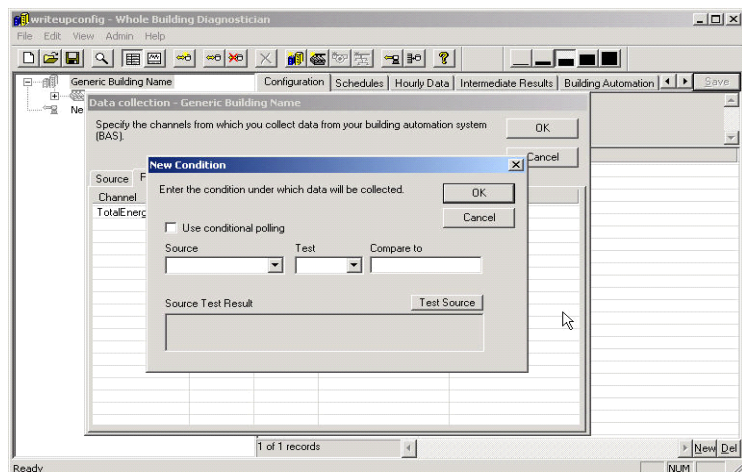 writeupconfig - Whole Building Diagnostician
File Edit View Admin Help
Generic Building Name
Configuration Schedules Hourly Data Intermediate Results Building Automation Save
Ne
Data collection - Generic Building Name
Specify the channels from which you collect data from your building automation system
(BAS).
OK
Cancel
Source F
Channel
TotalEnerg
New Condition
Enter the condition under which data will be collected.
OK
Cancel
Use conditional polling
Source Test Compare to
Source Test Result
Test Source
1 of 1 records
New Del
Ready
NUM